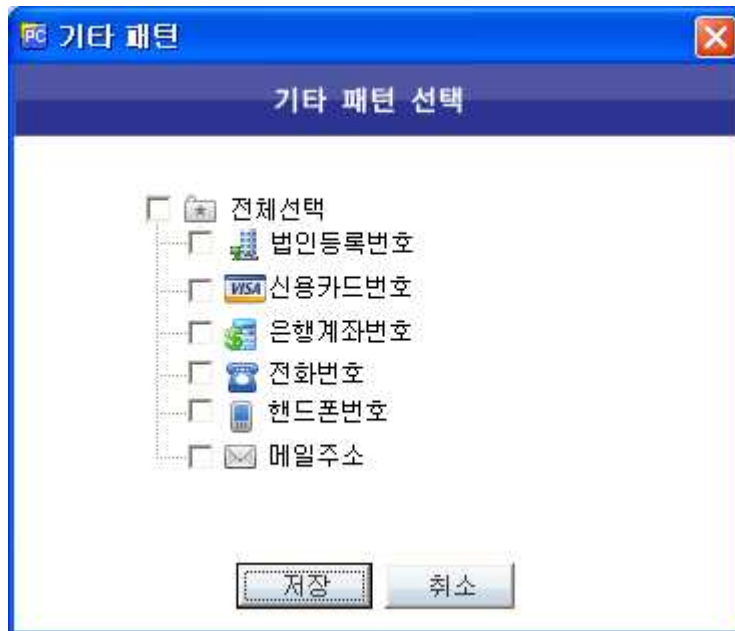 PC 기타 패턴
기타 패턴 선택
전체선택
법인등록번호
VISA 신용카드번호
은행계좌번호
전화번호
핸드폰번호
메일주소
저장 취소